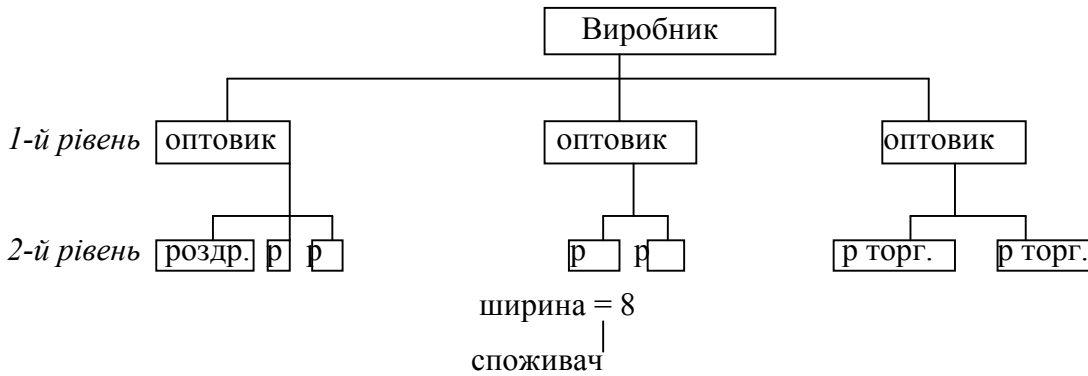 Виробник
1-й рівень оптовик оптовик оптовик
2-й рівень роздр. р р р р р торг. р торг.
ширина = 8
споживач